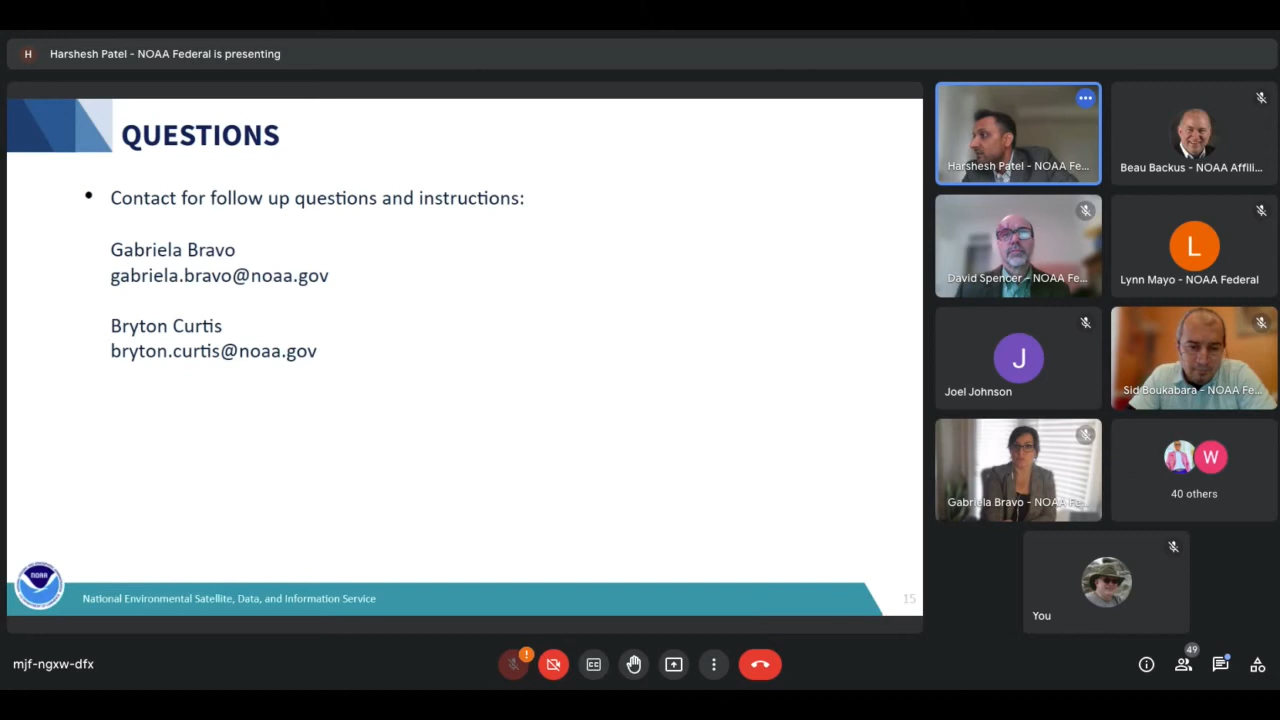 H
Harshesh Patel - NOAA Federal is presenting
QUESTIONS
• Contact for follow up questions and instructions:
Gabriela Bravo
gabriela.bravo@noaa.gov
Bryton Curtis
bryton.curtis@noaa.gov
NOAA
National Environmental Satellite, Data, and Information Service
15
Harshesh Patel - NOAA Fe...
Beau Backus - NOAA Affili...
David Spencer - NOAA Fe...
L
Lynn Mayo - NOAA Federal
J
Joel Johnson
Sid Boukabara - NOAA Fe...
Gabriela Bravo - NOAA Fe...
W
40 others
You
mjf-ngxw-dfx
!
CC
49